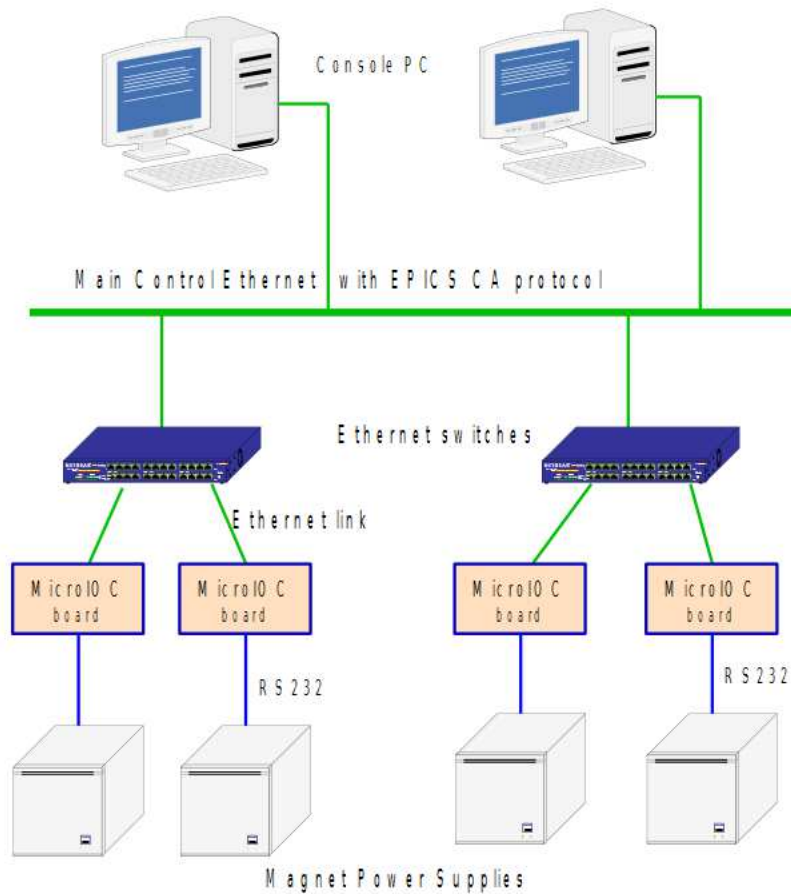 Console PC
Main Control Ethernet with EPICS CA protocol
Ethernet switches
NETGEAR
Ethernet link
MicroIOC
board
MicroIOC
board
MicroIOC
board
MicroIOC
board
RS232
RS232
Magnet Power Supplies